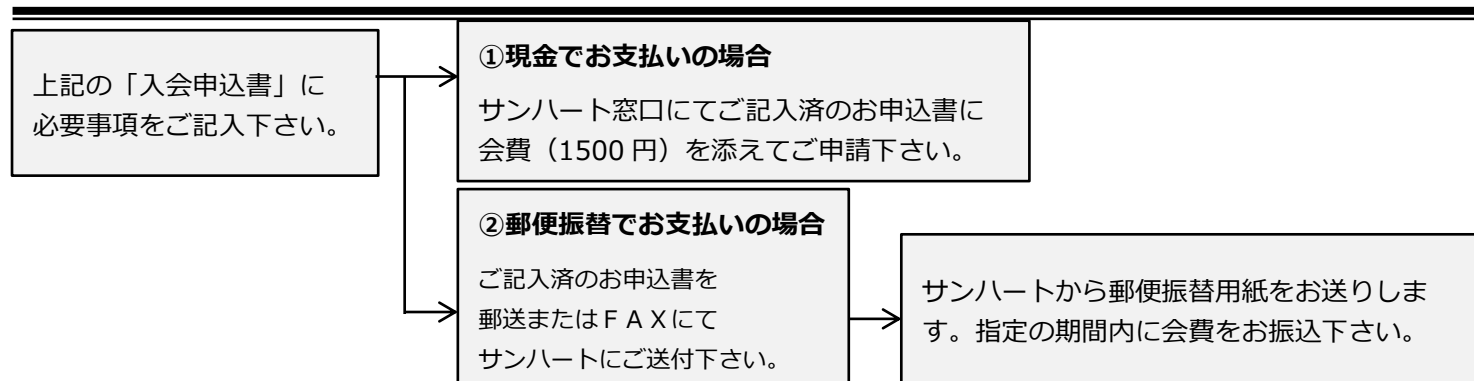 上記の「入会申込書」に
必要事項をご記入下さい。
①現金でお支払いの場合
サンハート窓口にてご記入済のお申込書に
会費（1500 円）を添えてご申請下さい。
②郵便振替でお支払いの場合
ご記入済のお申込書を
郵送またはＦＡＸにて
サンハートにご送付下さい。
サンハートから郵便振替用紙をお送りしま
す。指定の期間内に会費をお振込下さい。